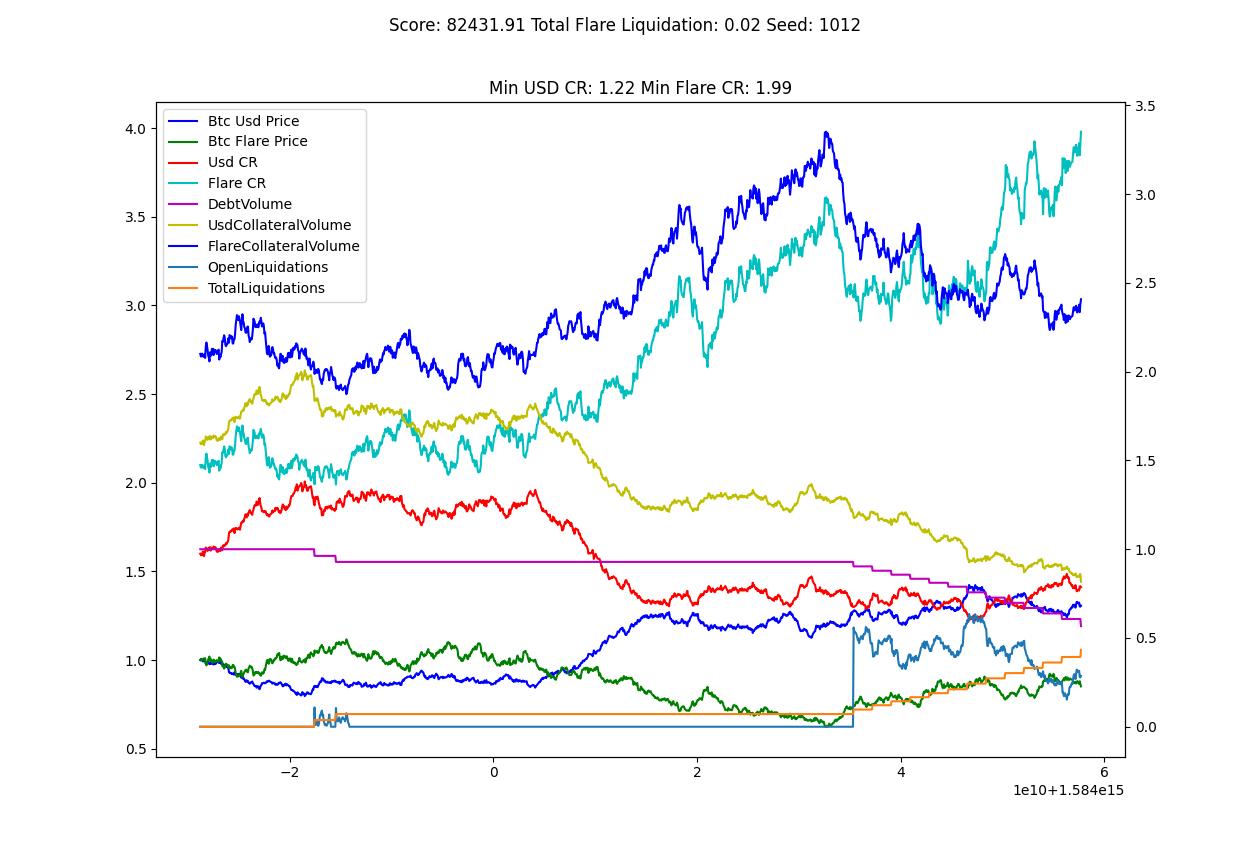 Score: 82431.91 Total Flare Liquidation: 0.02 Seed: 1012
Min USD CR: 1.22 Min Flare CR: 1.99
Btc Usd Price
Btc Flare Price
Usd CR
Flare CR
DebtVolume
UsdCollateralVolume
FlareCollateralVolume
OpenLiquidations
TotalLiquidations
4.0
3.5
3.0
2.5
2.0
1.5
1.0
0.5
3.5
3.0
2.5
2.0
1.5
1.0
0.5
0.0
−2
0
2
4
6
1e10+1.584e15